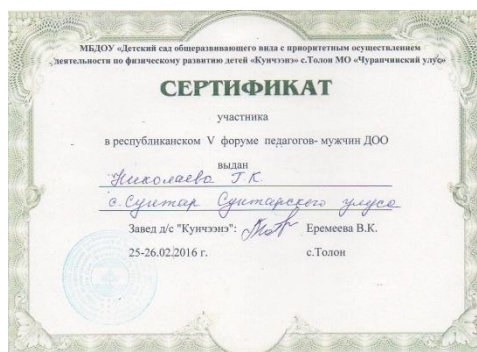 МБДОУ «Детский сад общеразвивающего вида с приоритетным осуществлением
деятельности по физическому развитию детей «Кунчээнэ» с.Толон МО «Чурапчинский улус»
СЕРТИФИКАТ
участника
в республиканском V форуме педагогов- мужчин ДОО
выдан
Николаева Г.К.
с. Сунтар Сунтарского улуса
Завед д/с "Кунчээнэ": Еремеева В.К.
25-26.02.2016 г. с.Толон